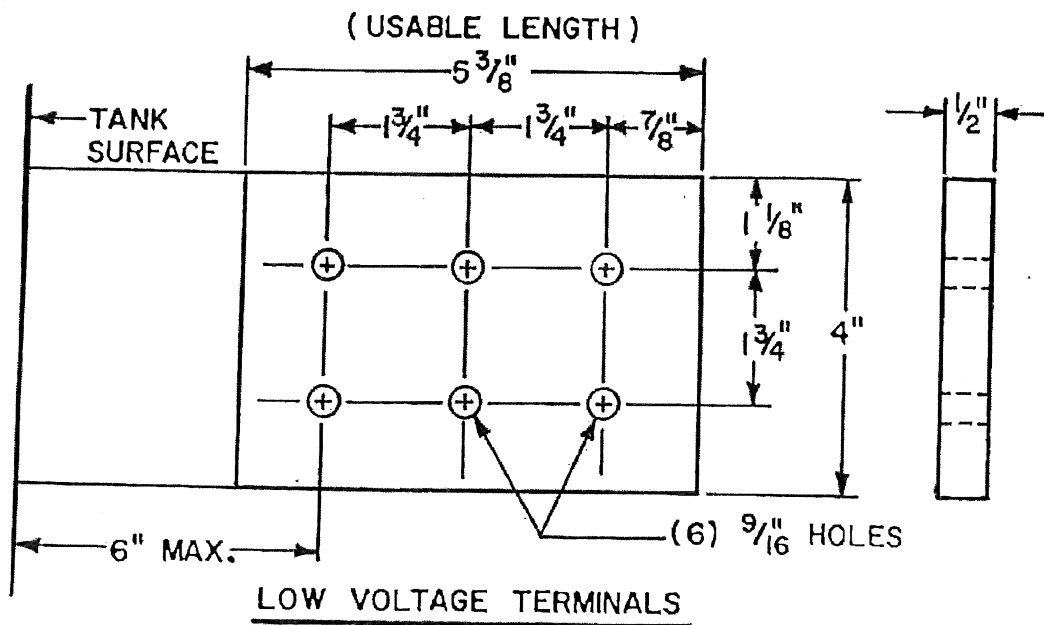 (USABLE LENGTH)
5 3/8"
TANK
SURFACE
1 3/4"
1 3/4"
7/8"
1/2"
1 1/8"
1 3/4"
4"
6" MAX.
(6) 9/16" HOLES
LOW VOLTAGE TERMINALS